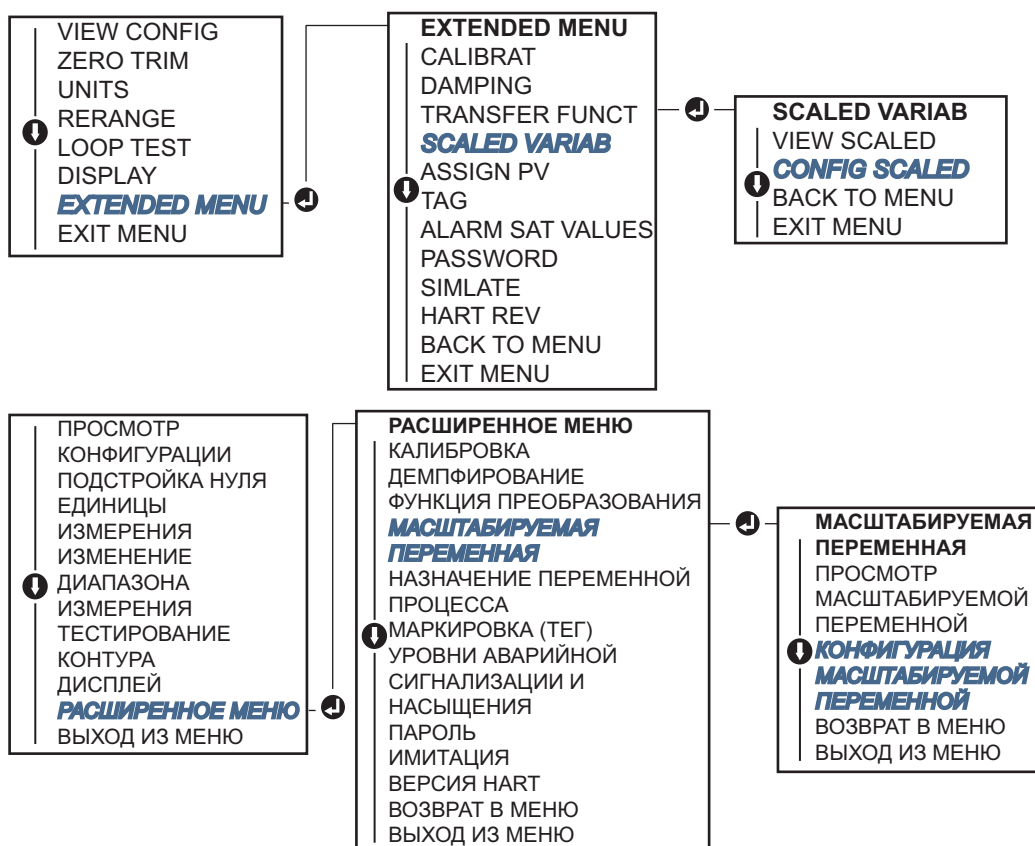 VIEW CONFIG
ZERO TRIM
UNITS
RERANGE
LOOP TEST
DISPLAY
EXTENDED MENU
EXIT MENU
EXTENDED MENU
CALIBRAT
DAMPING
TRANSFER FUNCT
SCALED VARIAB
ASSIGN PV
TAG
ALARM SAT VALUES
PASSWORD
SIMLATE
HART REV
BACK TO MENU
EXIT MENU
SCALED VARIAB
VIEW SCALED
CONFIG SCALED
BACK TO MENU
EXIT MENU
ПРОСМОТР
КОНФИГУРАЦИИ
ПОДСТРОЙКА НУЛЯ
ЕДИНИЦЫ
ИЗМЕРЕНИЯ
ИЗМЕНЕНИЕ
ДИАПАЗОНА
ИЗМЕРЕНИЯ
ТЕСТИРОВАНИЕ
КОНТУРА
ДИСПЛЕЙ
РАСШИРЕННОЕ МЕНЮ
ВЫХОД ИЗ МЕНЮ
РАСШИРЕННОЕ МЕНЮ
КАЛИБРОВКА
ДЕМПФИРОВАНИЕ
ФУНКЦИЯ ПРЕОБРАЗОВАНИЯ
МАСШТАБИРУЕМАЯ
ПЕРЕМЕННАЯ
НАЗНАЧЕНИЕ ПЕРЕМЕННОЙ
ПРОЦЕССА
МАРКИРОВКА (ТЕГ)
УРОВНИ АВАРИЙНОЙ
СИГНАЛИЗАЦИИ И
НАСЫЩЕНИЯ
ПАРОЛЬ
ИМИТАЦИЯ
ВЕРСИЯ HART
ВОЗВРАТ В МЕНЮ
ВЫХОД ИЗ МЕНЮ
МАСШТАБИРУЕМАЯ
ПЕРЕМЕННАЯ
ПРОСМОТР
МАСШТАБИРУЕМОЙ
ПЕРЕМЕННОЙ
КОНФИГУРАЦИЯ
МАСШТАБИРУЕМОЙ
ПЕРЕМЕННОЙ
ВОЗВРАТ В МЕНЮ
ВЫХОД ИЗ МЕНЮ